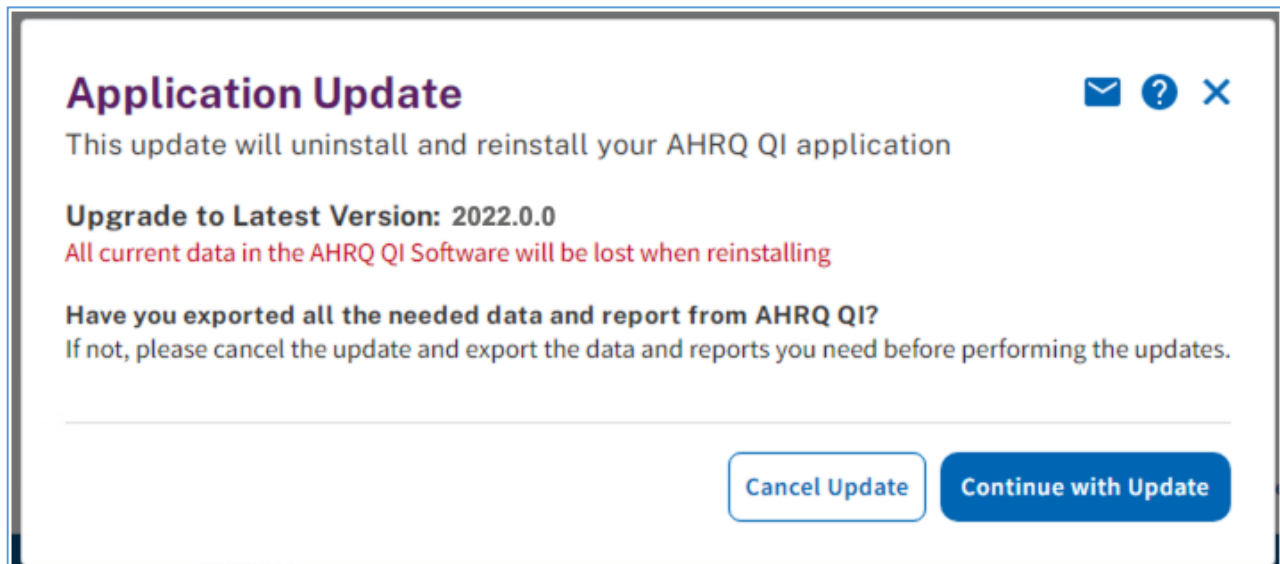 Application Update
This update will uninstall and reinstall your AHRQ QI application
Upgrade to Latest Version: 2022.0.0
All current data in the AHRQ QI Software will be lost when reinstalling
Have you exported all the needed data and report from AHRQ QI?
If not, please cancel the update and export the data and reports you need before performing the updates.
Cancel Update
Continue with Update